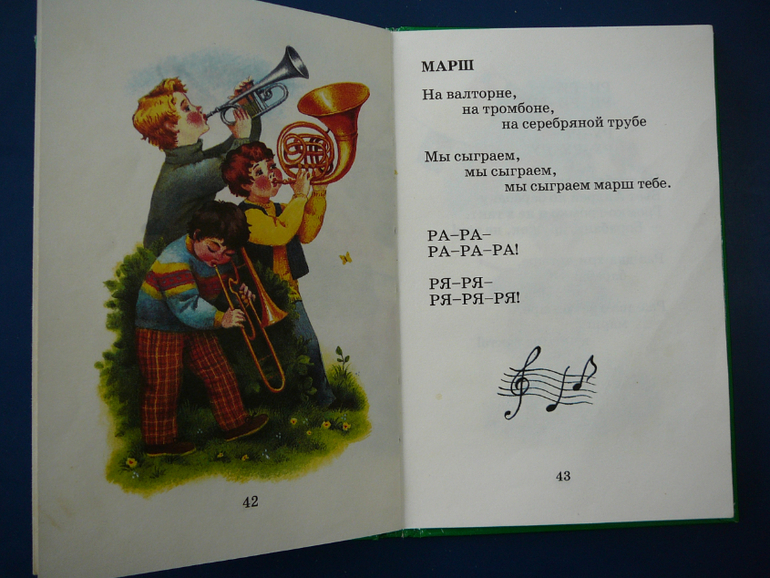 42
МАРШ
На валторне,
на тромбоне,
на серебряной трубе
Мы сыграем,
мы сыграем,
мы сыграем марш тебе.
РА–РА–
РА–РА–РА!
РЯ–РЯ–
РЯ–РЯ–РЯ!
43